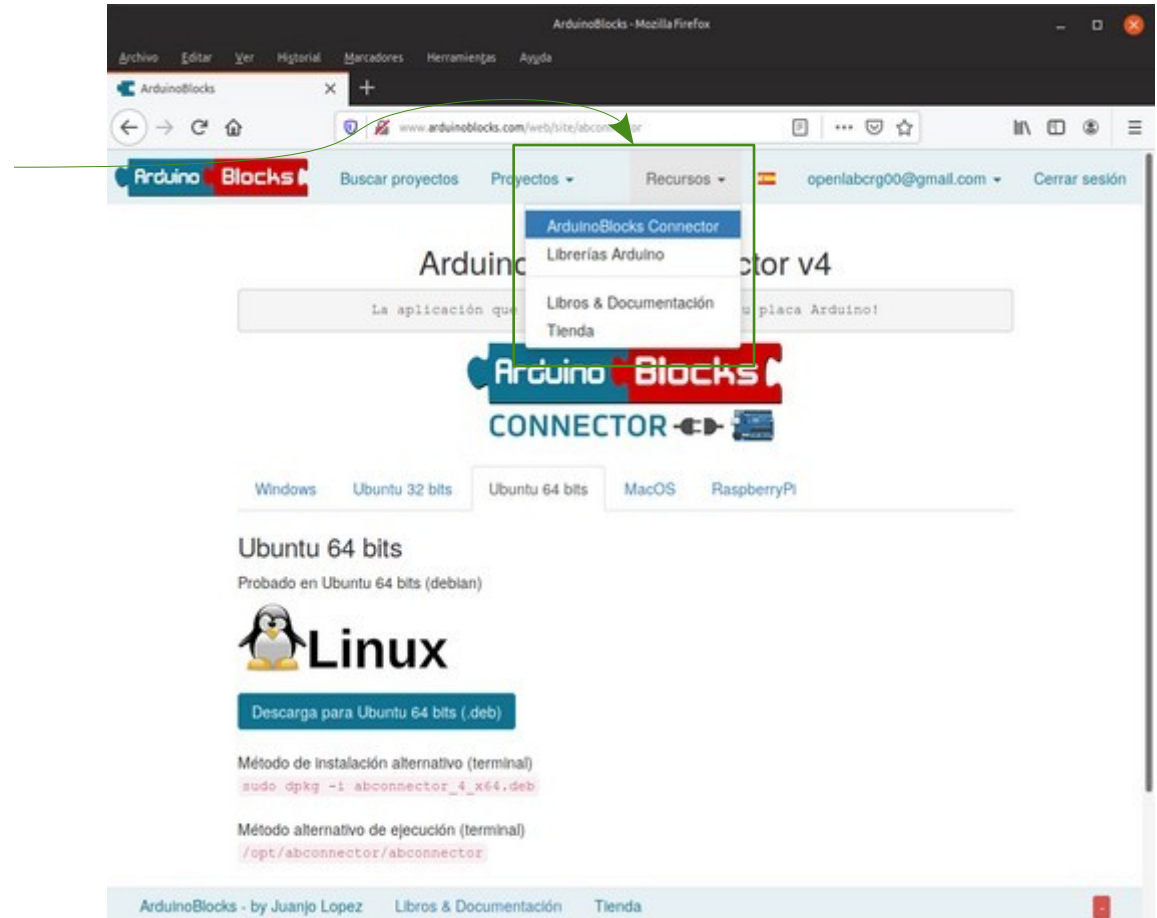 ArduinoBlocks - Mozilla Firefox
Archivo Editar Ver Historial Marcadores Herramientas Ayuda
ArduinoBlocks
www.arduinoblocks.com/web/site/abconnector
Arduino Blocks Buscar proyectos Proyectos Recursos openlabcrg00@gmail.com Cerrar sesión
ArduinoBlocks Connector
Librerías Arduino
Libros & Documentación
Tienda
v4
La aplicación que placa Arduino!
Arduino Blocks
CONNECTOR
Windows Ubuntu 32 bits Ubuntu 64 bits MacOS RaspberryPi
Ubuntu 64 bits
Probado en Ubuntu 64 bits (debian)
Linux
Descarga para Ubuntu 64 bits (.deb)
Método de instalación alternativo (terminal)
sudo dpkg -i abconnector_4_x64.deb
Método alternativo de ejecución (terminal)
/opt/abconnector/abconnector
ArduinoBlocks - by Juanjo Lopez Libros & Documentación Tienda